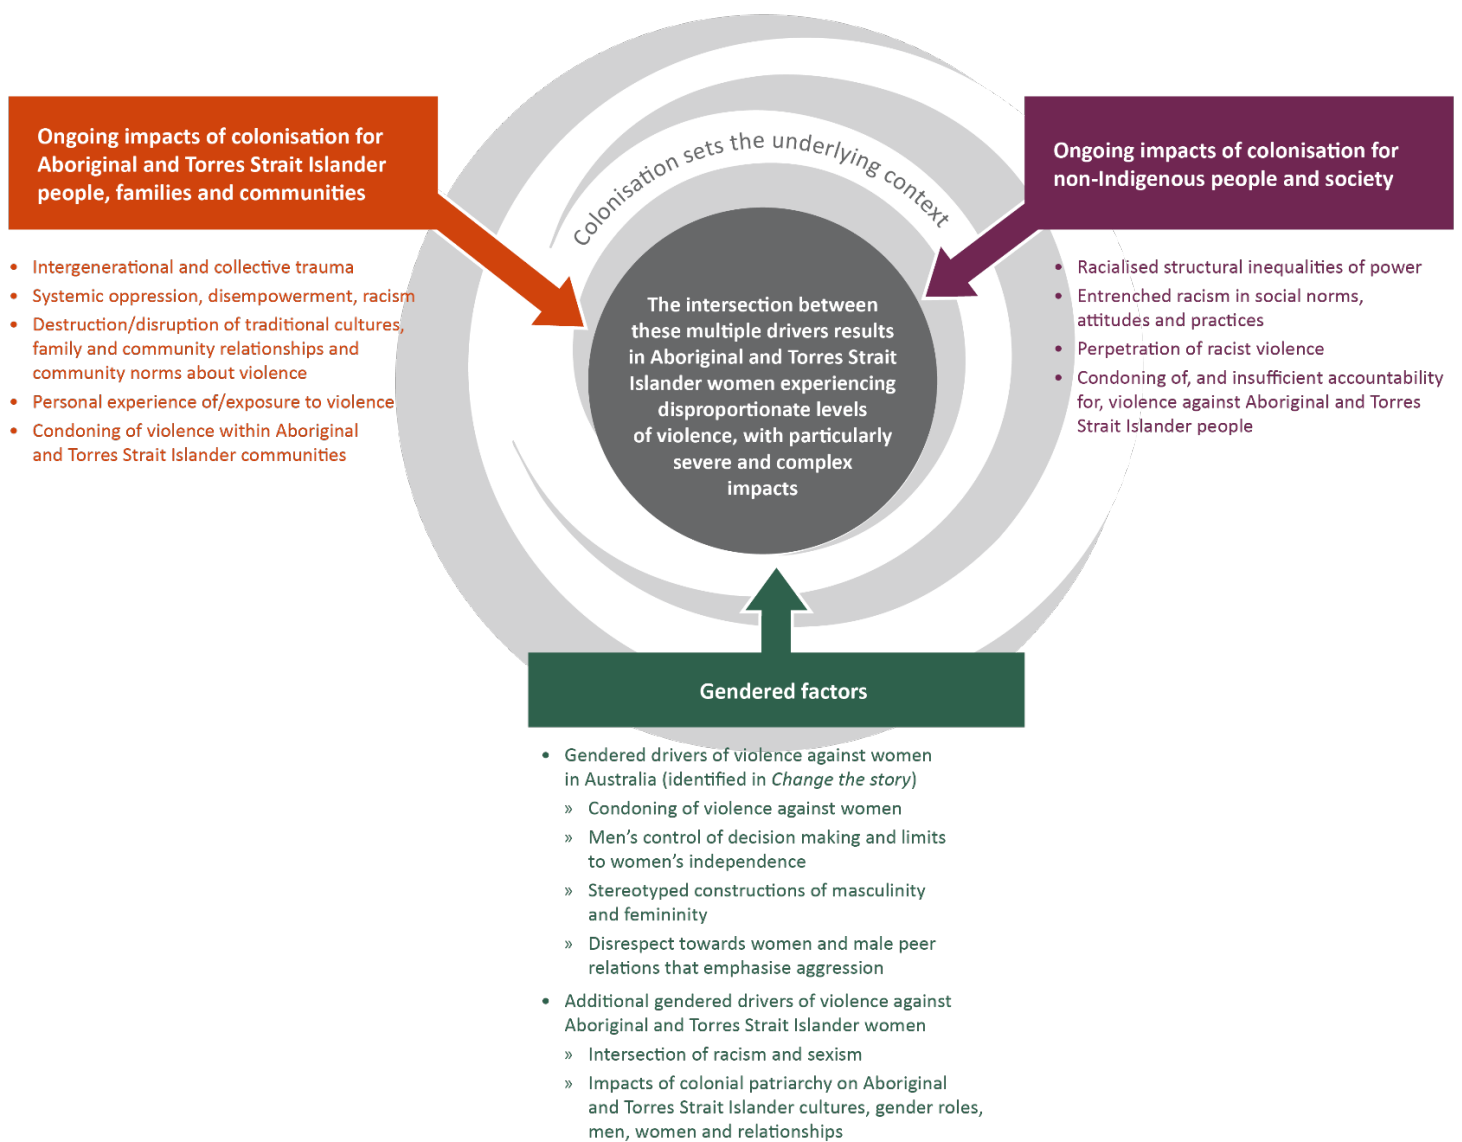 Colonisation sets the underlying context
Ongoing impacts of colonisation for
Aboriginal and Torres Strait Islander
people, families and communities
• Intergenerational and collective trauma
• Systemic oppression, disempowerment, racism
• Destruction/disruption of traditional cultures,
family and community relationships and
community norms about violence
• Personal experience of/exposure to violence
• Condoning of violence within Aboriginal
and Torres Strait Islander communities
The intersection between
these multiple drivers results
in Aboriginal and Torres Strait
Islander women experiencing
disproportionate levels
of violence, with particularly
severe and complex
impacts
Ongoing impacts of colonisation for
non-Indigenous people and society
• Racialised structural inequalities of power
• Entrenched racism in social norms,
attitudes and practices
• Perpetration of racist violence
• Condoning of, and insufficient accountability
for, violence against Aboriginal and Torres
Strait Islander people
Gendered factors
• Gendered drivers of violence against women
in Australia (identified in Change the story)
» Condoning of violence against women
» Men’s control of decision making and limits
to women’s independence
» Stereotyped constructions of masculinity
and femininity
» Disrespect towards women and male peer
relations that emphasise aggression
• Additional gendered drivers of violence against
Aboriginal and Torres Strait Islander women
» Intersection of racism and sexism
» Impacts of colonial patriarchy on Aboriginal
and Torres Strait Islander cultures, gender roles,
men, women and relationships